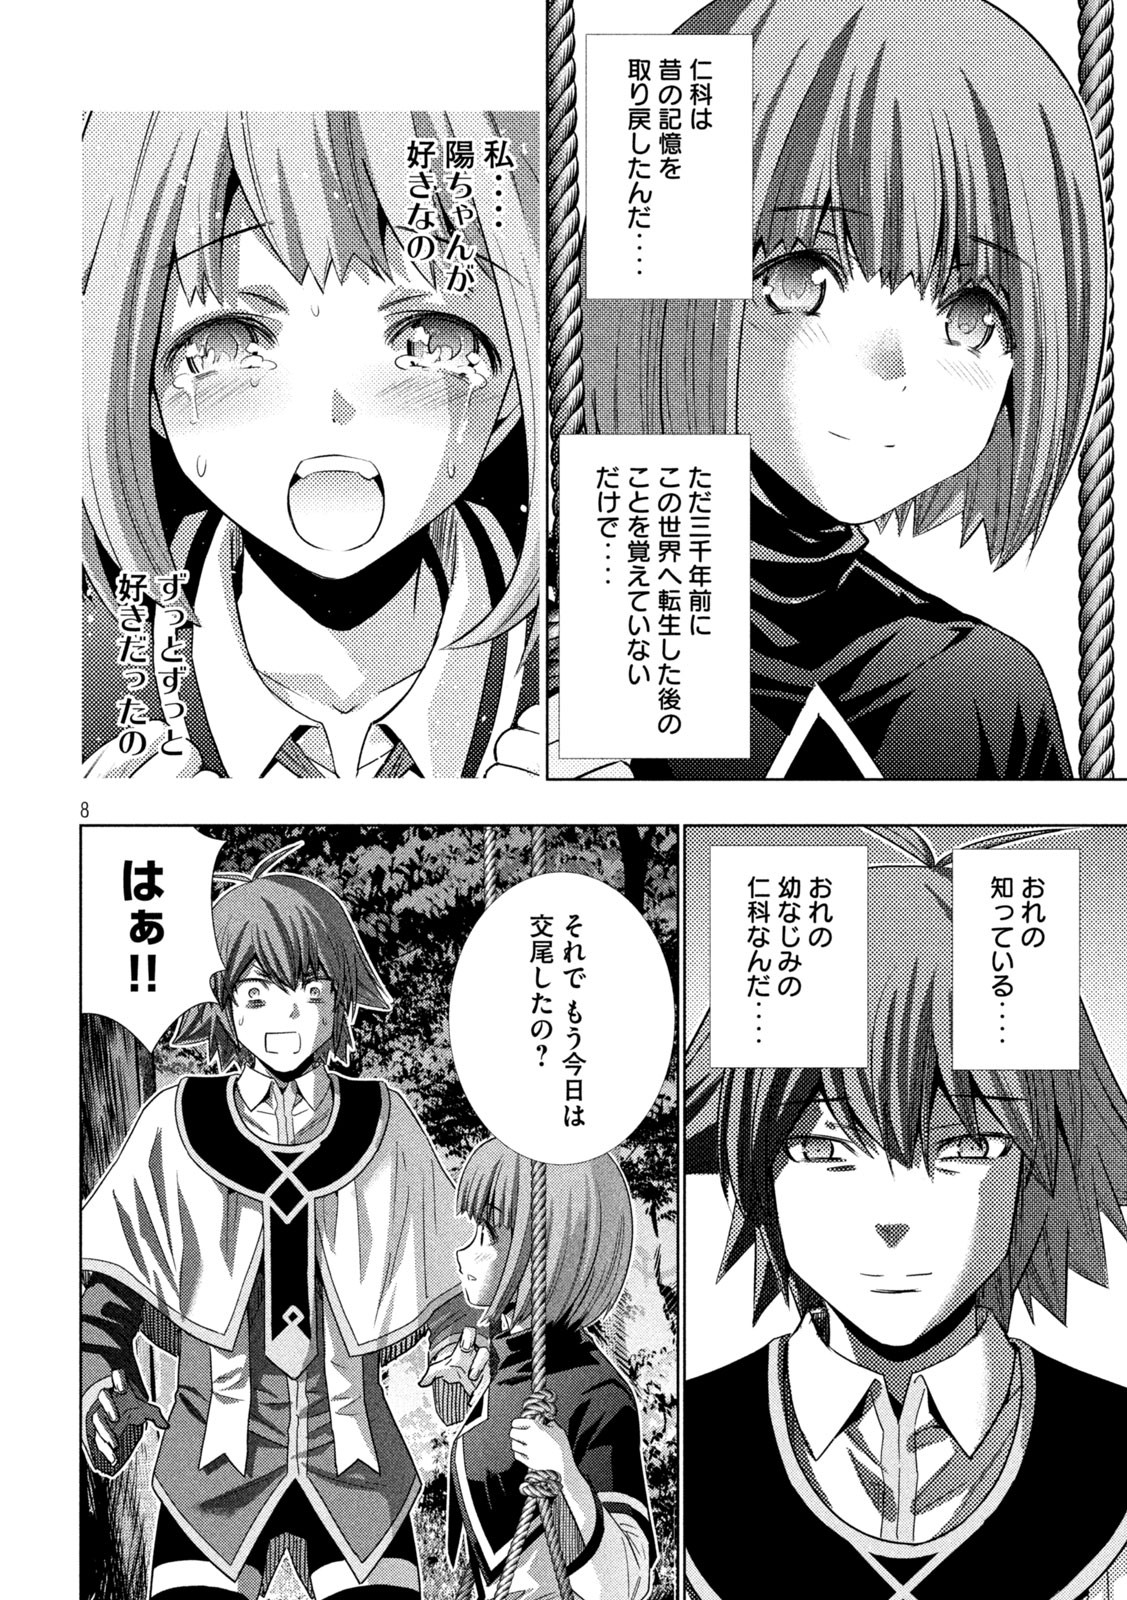 仁科は
昔の記憶を
取り戻したんだ‥‥
ただ三千年前に
この世界へ転生した後の
ことを覚えていない
だけで‥‥
私‥‥
陽ちゃんが
好きなの
ずっとずっと
好きだったの
8
おれの
知っている‥‥
おれの
幼なじみの
仁科なんだ‥‥
それで もう今日は
交尾したの?
はぁ!!